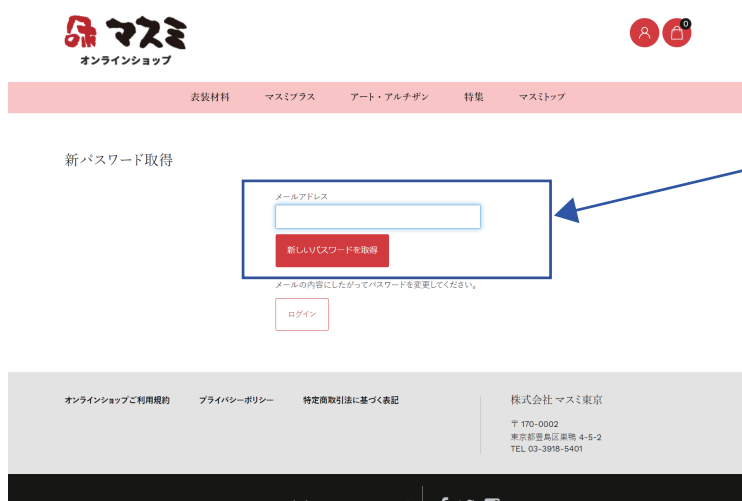 マスミ
オンラインショップ
0
表装材料 マスミプラス アート・アルチザン 特集 マスミトップ
新パスワード取得
メールアドレス
新しいパスワードを取得
メールの内容にしたがってパスワードを変更してください。
ログイン
オンラインショップご利用規約 プライバシーポリシー 特定商取引法に基づく表記
株式会社 マスミ東京
〒 170-0002
東京都豊島区巣鴨 4-5-2
TEL 03-3918-5401